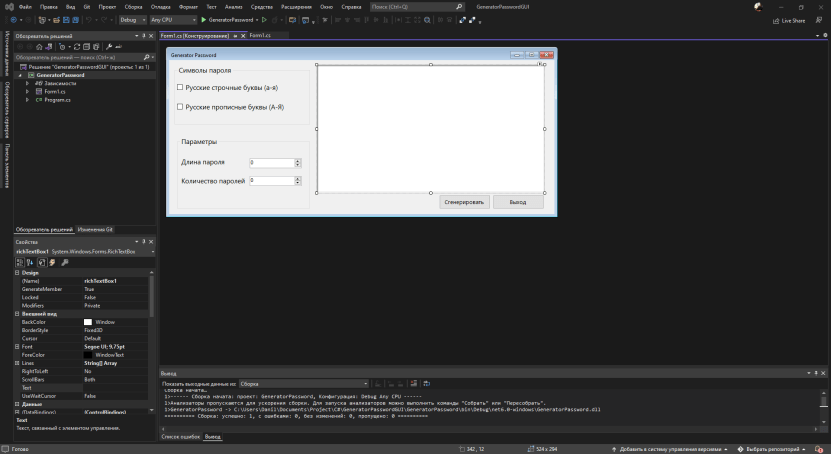 Файл Правка Вид Git Проект Сборка Отладка Формат Тест Анализ Средства Расширения Окно Справка Поиск (Ctrl+Q) GeneratorPasswordGUI
Debug Any CPU GeneratorPassword Live Share
Источники данных
Обозреватель серверов
Панель элементов
Обозреватель решений
Обозреватель решений — поиск (Ctrl+ж)
Решение "GeneratorPasswordGUI" (проекты: 1 из 1)
GeneratorPassword
Зависимости
Form1.cs
C# Program.cs
Обозреватель решений Изменения Git
Свойства
richTextBox1 System.Windows.Forms.RichTextBox
Design
(Name) richTextBox1
GenerateMember True
Locked False
Modifiers Private
Внешний вид
BackColor Window
BorderStyle Fixed3D
Cursor Default
Font Segoe UI; 9,75pt
ForeColor WindowText
Lines String[] Array
RightToLeft No
ScrollBars Both
Text
UseWaitCursor False
Данные
(DataBindings) (ControlBindings)
Text
Текст, связанный с элементом управления.
Form1.cs [Конструирование] Form1.cs
Generator Password
Символы пароля
Русские строчные буквы (а-я)
Русские прописные буквы (А-Я)
Параметры
Длина пароля 0
Количество паролей 0
Сгенерировать Выход
Вывод
Показать выходные данные из: Сборка
Сборка начата…
1>------ Сборка начата: проект: GeneratorPassword, Конфигурация: Debug Any CPU ------
1>Анализаторы пропускаются для ускорения сборки. Для запуска анализаторов можно выполнить команды "Собрать" или "Пересобрать".
1>GeneratorPassword -> C:\Users\Danil\Documents\Project\C#\GeneratorPasswordGUI\GeneratorPassword\bin\Debug\net6.0-windows\GeneratorPassword.dll
========== Сборка: успешно: 1, с ошибками: 0, без изменений: 0, пропущено: 0 ==========
Список ошибок Вывод
Готово 342 , 12 524 x 294 Добавить в систему управления версиями Выбрать репозиторий